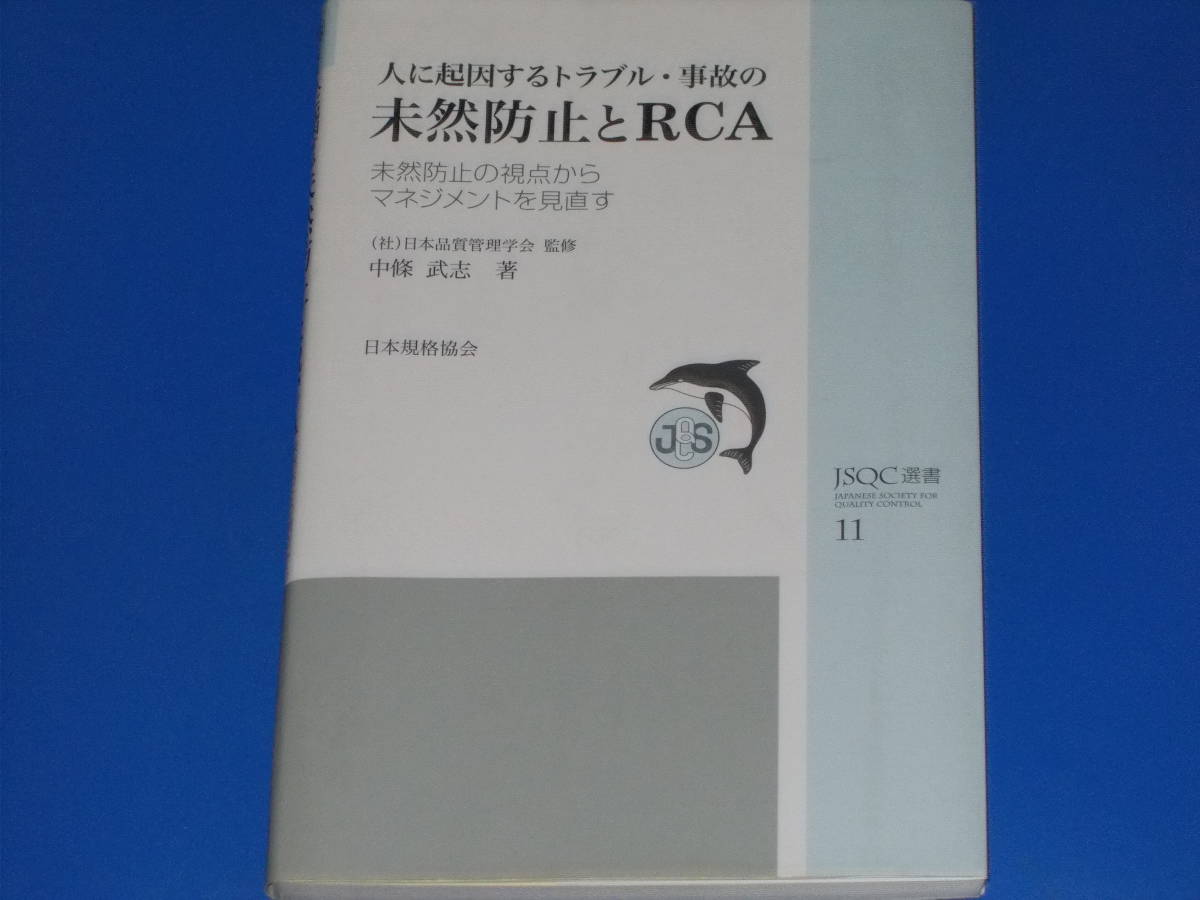 人に起因するトラブル・事故の
未然防止とRCA
未然防止の視点から
マネジメントを見直す
（社）日本品質管理学会 監修
中條 武志 著
日本規格協会
JSQC選書
JAPANESE SOCIETY FOR
QUALITY CONTROL
11